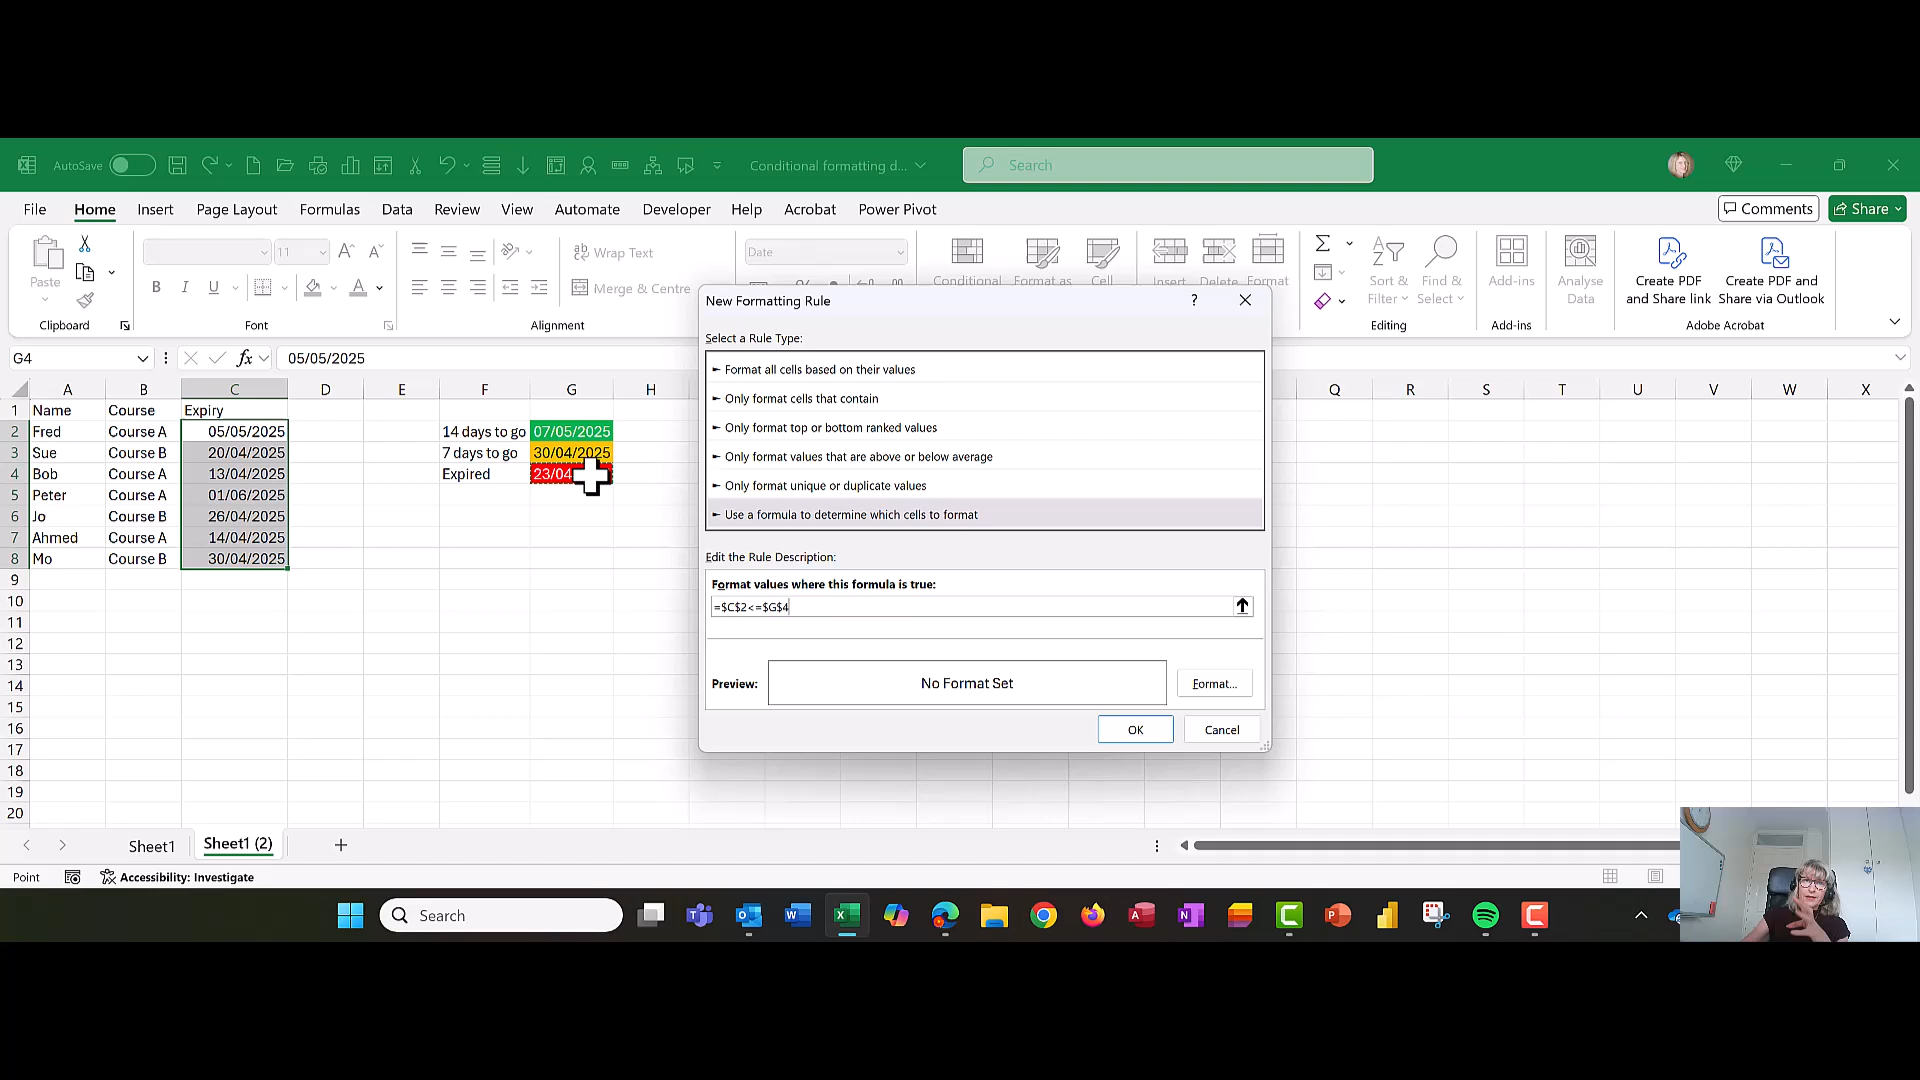 AutoSave
Conditional formatting d...
Search
File Home Insert Page Layout Formulas Data Review View Automate Developer Help Acrobat Power Pivot
Comments Share
Paste
11
B I U
Wrap Text
Merge & Centre
Date
Conditional Format as Cell
Insert Delete Format
Sort & Filter
Find & Select
Add-ins
Analyse Data
Create PDF and Share link
Create PDF and Share via Outlook
Clipboard Font Alignment Editing Add-ins Adobe Acrobat
G4 fx 05/05/2025
A B C D E F G H Q R S T U V W X
1 Name Course Expiry
2 Fred Course A 05/05/2025 14 days to go 07/05/2025
3 Sue Course B 20/04/2025 7 days to go 30/04/2025
4 Bob Course A 13/04/2025 Expired 23/04
5 Peter Course A 01/06/2025
6 Jo Course B 26/04/2025
7 Ahmed Course A 14/04/2025
8 Mo Course B 30/04/2025
9
10
11
12
13
14
15
16
17
18
19
20
New Formatting Rule ?
Select a Rule Type:
► Format all cells based on their values
► Only format cells that contain
► Only format top or bottom ranked values
► Only format values that are above or below average
► Only format unique or duplicate values
► Use a formula to determine which cells to format
Edit the Rule Description:
Format values where this formula is true:
=$C$2<=$G$4
Preview: No Format Set Format...
OK Cancel
Sheet1 Sheet1 (2)
Point Accessibility: Investigate
Search